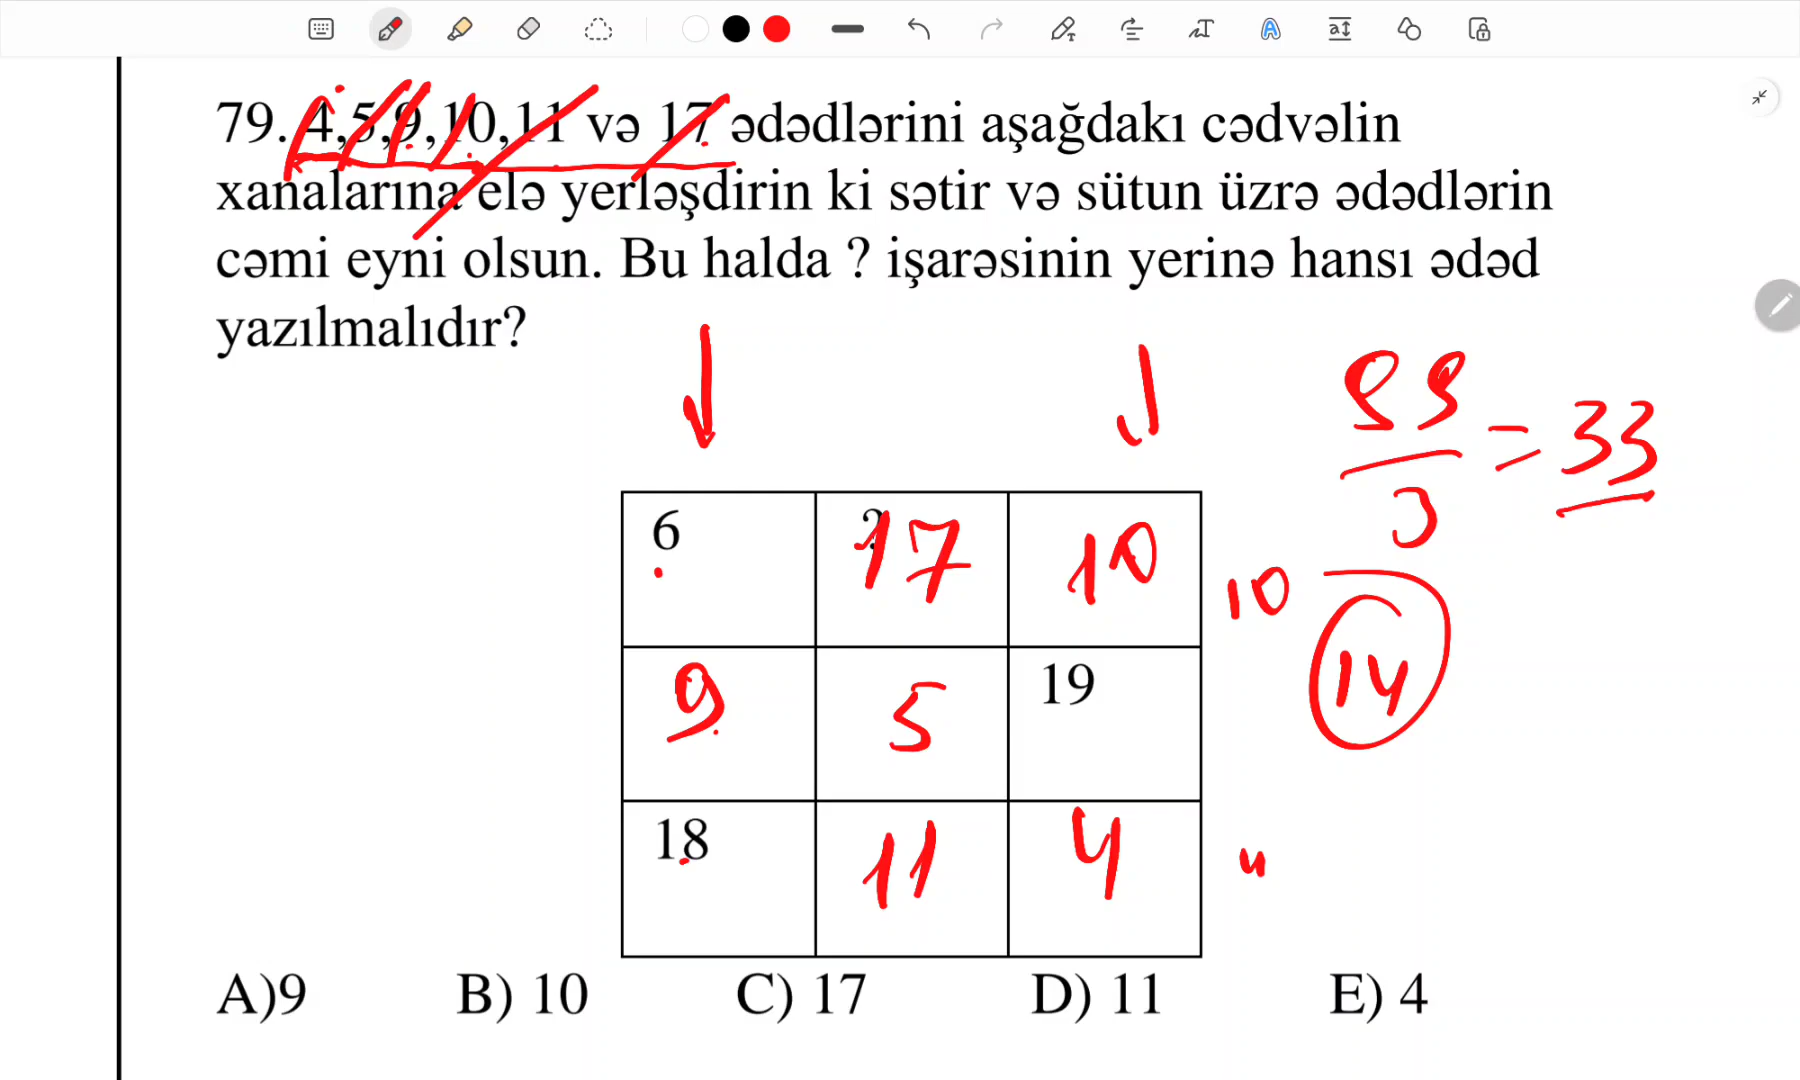 79. 4,5,9,10,11 və 17 ədədlərini aşağdakı cədvəlin
xanalarına elə yerləşdirin ki sətir və sütun üzrə ədədlərin
cəmi eyni olsun. Bu halda ? işarəsinin yerinə hansı ədəd
yazılmalıdır?
99
3
= 33
6 ? 17 10
10
14
9 5 19
18 11 4
4
A)9 B) 10 C) 17 D) 11 E) 4